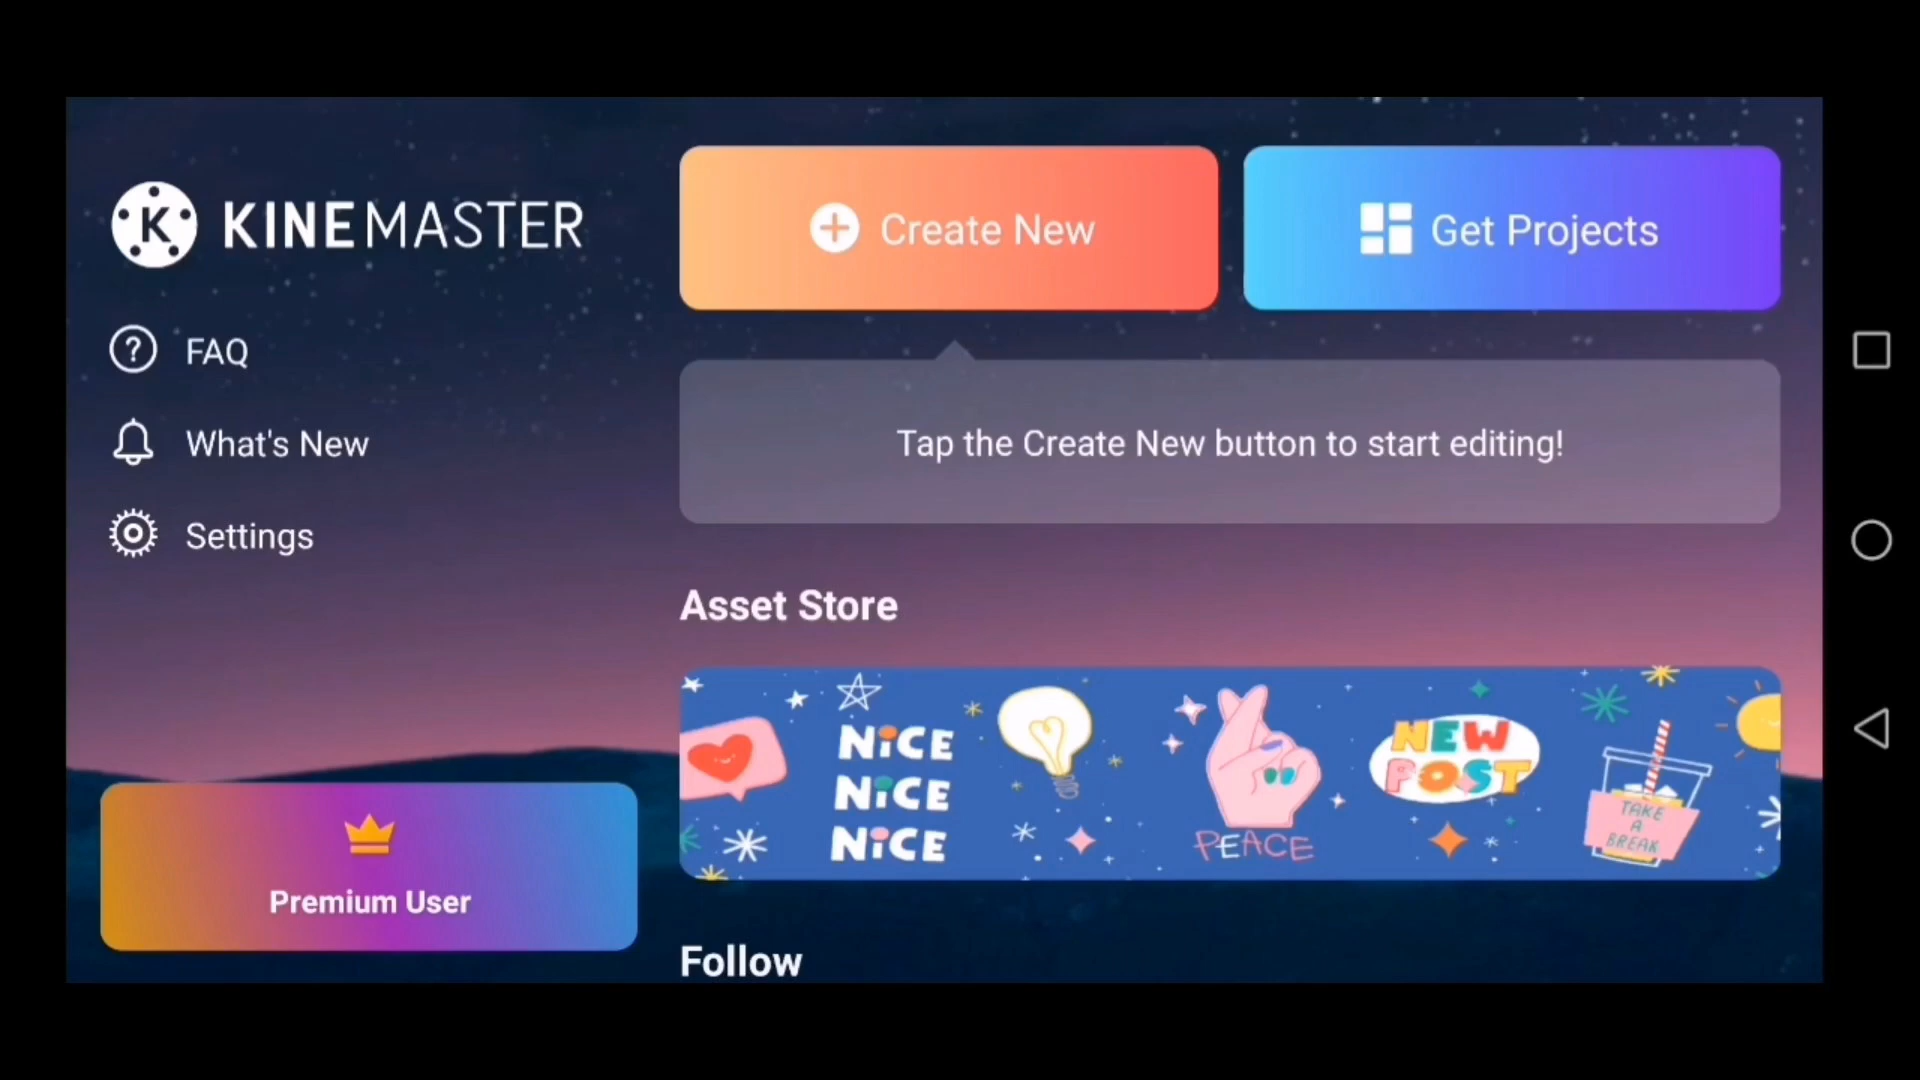 KINEMASTER
FAQ
What's New
Settings
Premium User
Create New
Get Projects
Tap the Create New button to start editing!
Asset Store
NiCE
NiCE
NiCE
PEACE
NEW
POST
TAKE
A
BREAK
Follow